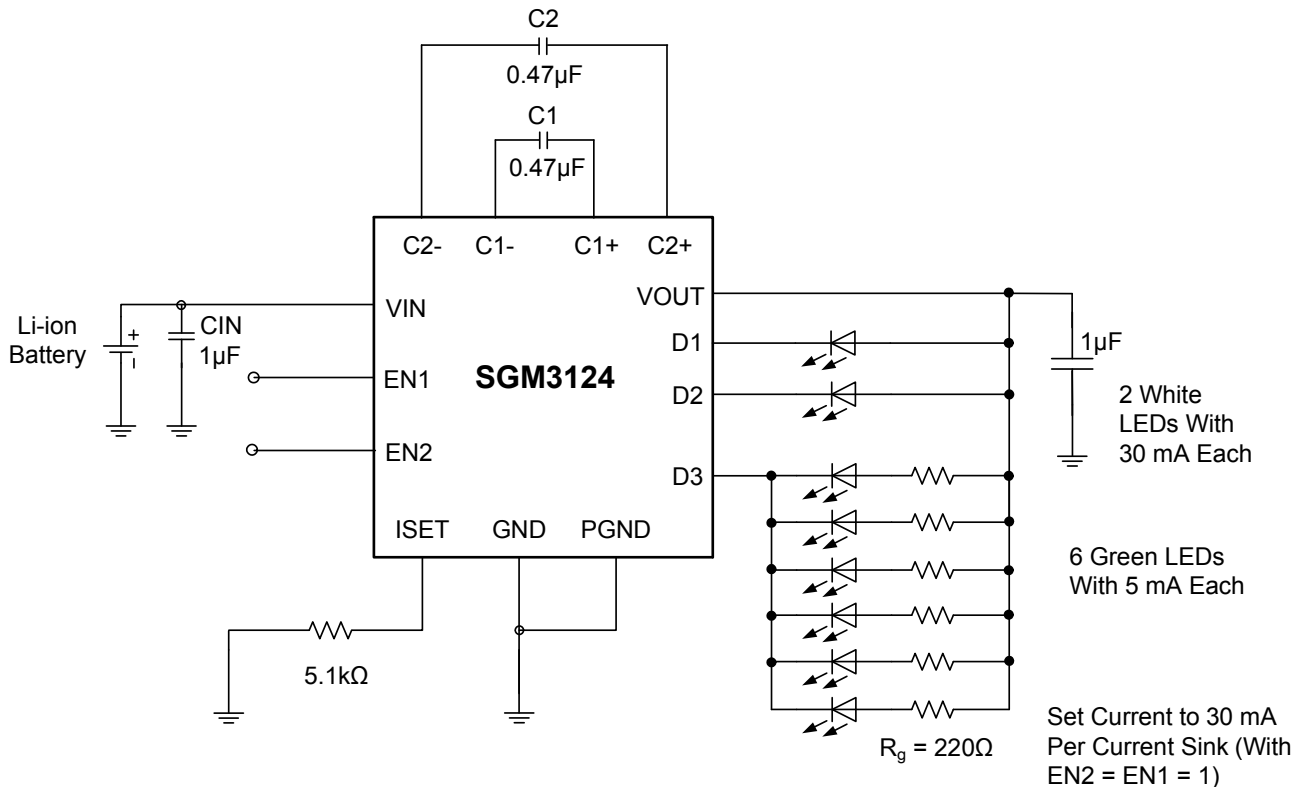 C2
0.47µF
C1
0.47µF
C2-
C1-
C1+
C2+
VIN
VOUT
Li-ion
Battery
+
-
CIN
1µF
D1
1µF
EN1
SGM3124
D2
2 White
LEDs With
30 mA Each
EN2
D3
ISET
GND
PGND
6 Green LEDs
With 5 mA Each
5.1kΩ
Rg = 220Ω
Set Current to 30 mA
Per Current Sink (With
EN2 = EN1 = 1)